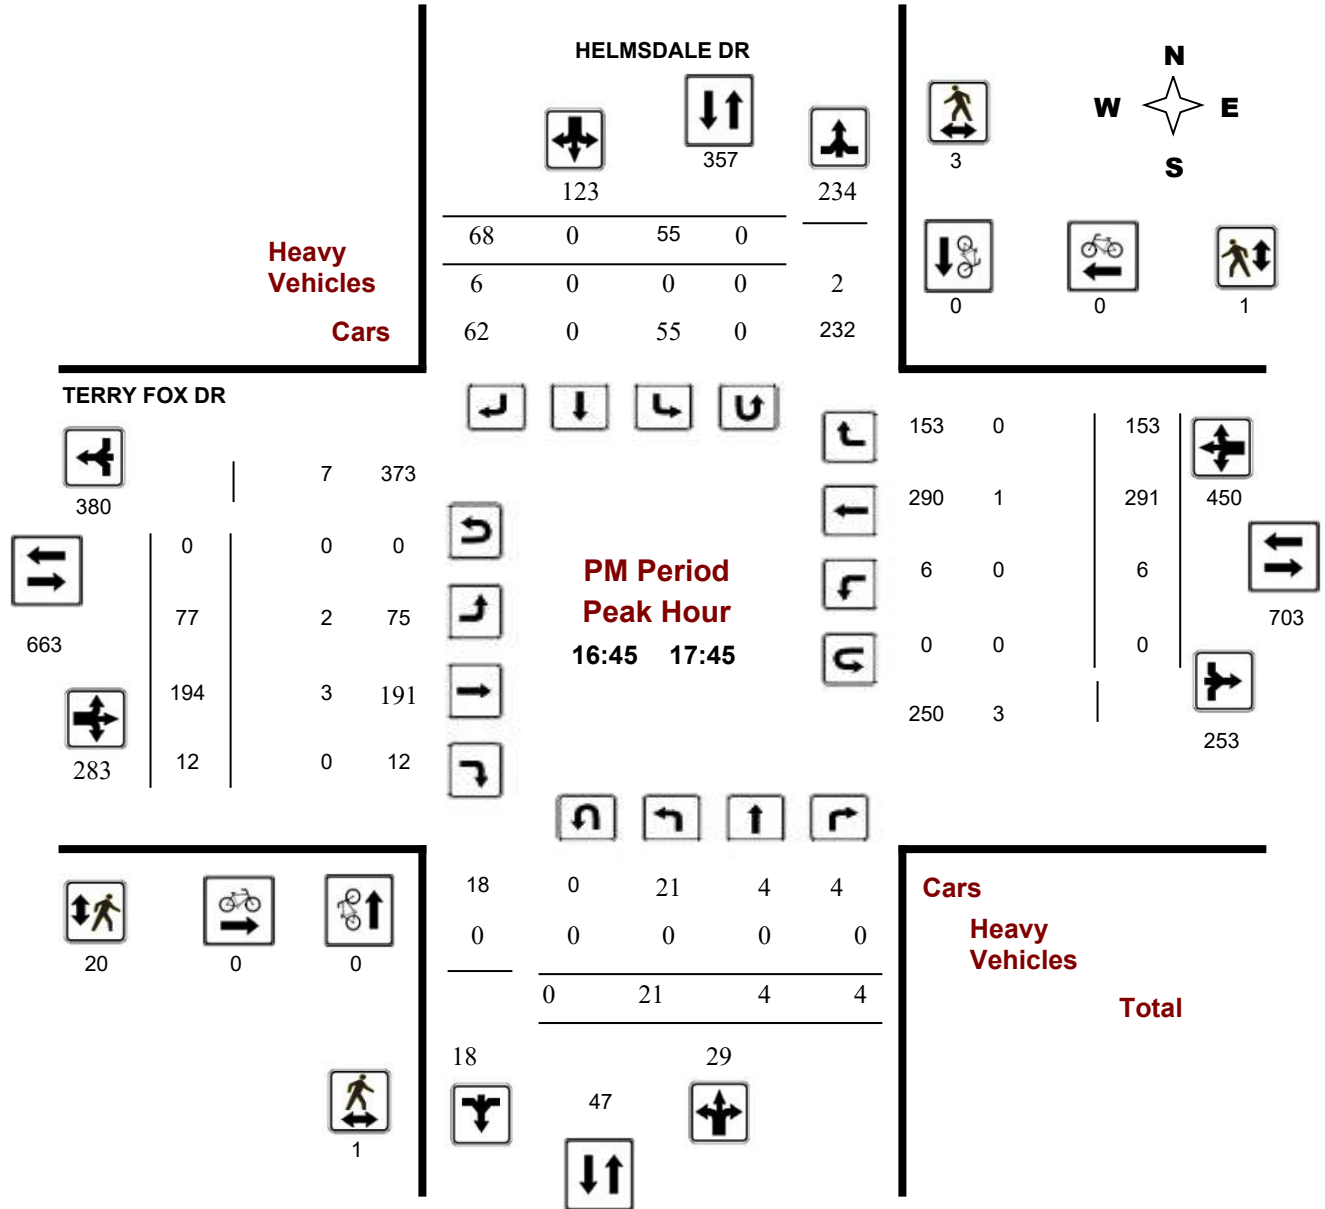 HELMSDALE DR
N
W E
S
357
3
123
234
68 0 55 0
Heavy
Vehicles
6 0 0 0 2
0 0 1
Cars
62 0 55 0 232
TERRY FOX DR
153 0 153
7 373
380
290 1 291 450
0 0 0
PM Period
6 0 6
Peak Hour
77 2 75
703
663
16:45 17:45
0 0 0
194 3 191
250 3
253
283
12 0 12
18 0 21 4 4
Cars
0 0 0 0 0
Heavy
Vehicles
20 0 0
0 21 4 4
Total
18 29
47
1